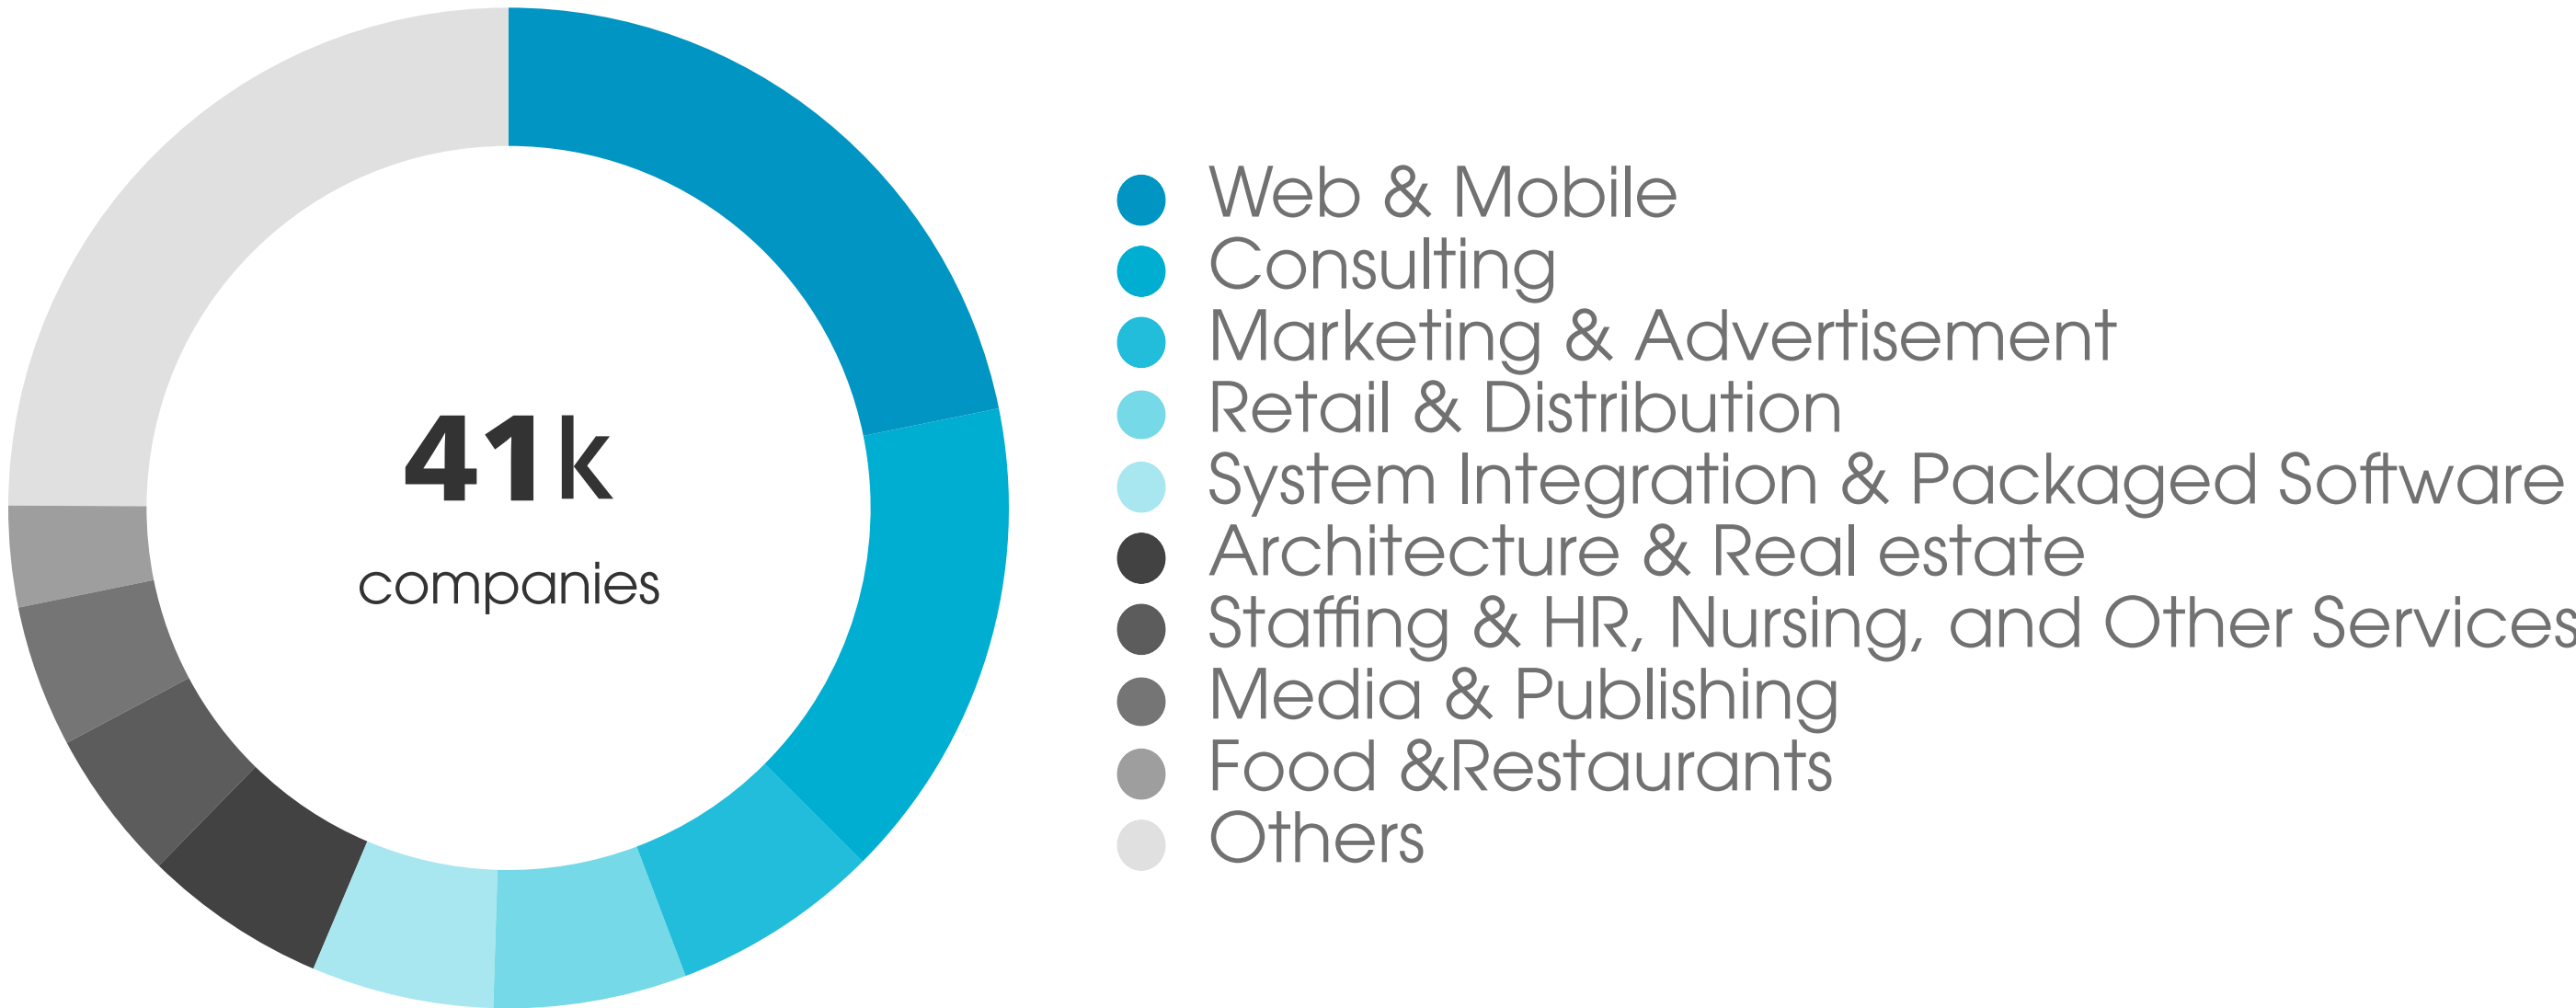 41k
companies
Web & Mobile
Consulting
Marketing & Advertisement
Retail & Distribution
System Integration & Packaged Software
Architecture & Real estate
Staffing & HR, Nursing, and Other Services
Media & Publishing
Food &Restaurants
Others